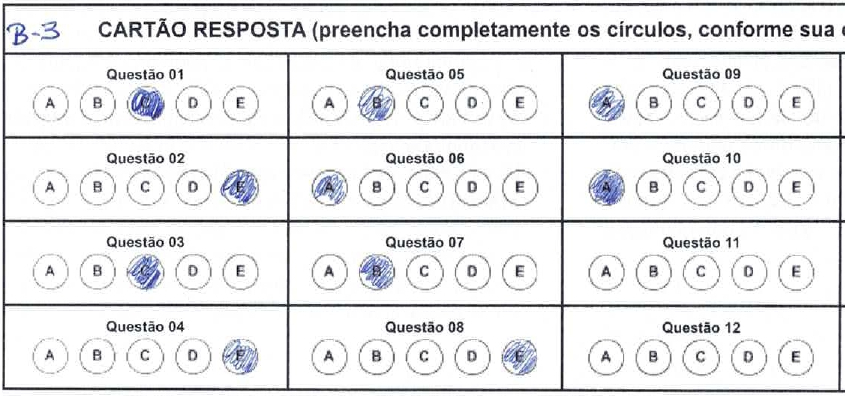 B-3 CARTÃO RESPOSTA (preencha completamente os círculos, conforme sua
Questão 01
A B C D E
Questão 02
A B C D E
Questão 03
A B C D E
Questão 04
A B C D E
Questão 05
A B C D E
Questão 06
A B C D E
Questão 07
A B C D E
Questão 08
A B C D E
Questão 09
A B C D E
Questão 10
A B C D E
Questão 11
A B C D E
Questão 12
A B C D E